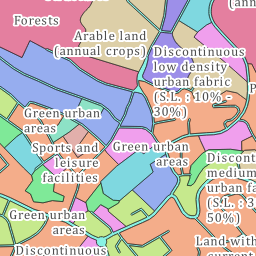 Forests
(ann
Arable land
(annual crops)
Discontinuous
low density
urban fabric
(S.L. : 10% -
30%)
P
Green urban
areas
Sports and
leisure
facilities
Green urban
areas
Discont
medium
urban fa
(S.L. : 3
50%)
Green urban
areas
Land with
current
Discontinuous